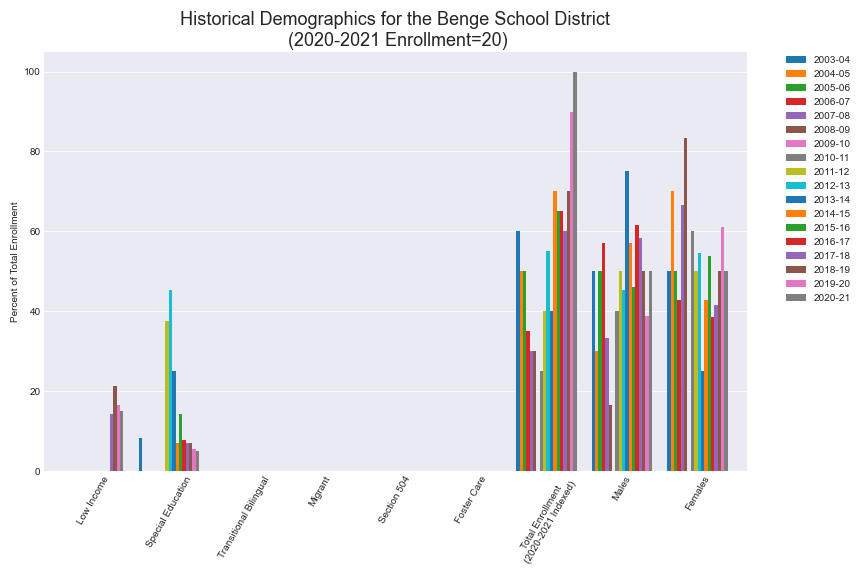 Historical Demographics for the Benge School District
(2020-2021 Enrollment=20)
Percent of Total Enrollment
100
80
60
40
20
0
Low Income
Special Education
Transitional Bilingual
Migrant
Section 504
Foster Care
Total Enrollment
(2020-2021 Indexed)
Males
Females
2003-04
2004-05
2005-06
2006-07
2007-08
2008-09
2009-10
2010-11
2011-12
2012-13
2013-14
2014-15
2015-16
2016-17
2017-18
2018-19
2019-20
2020-21